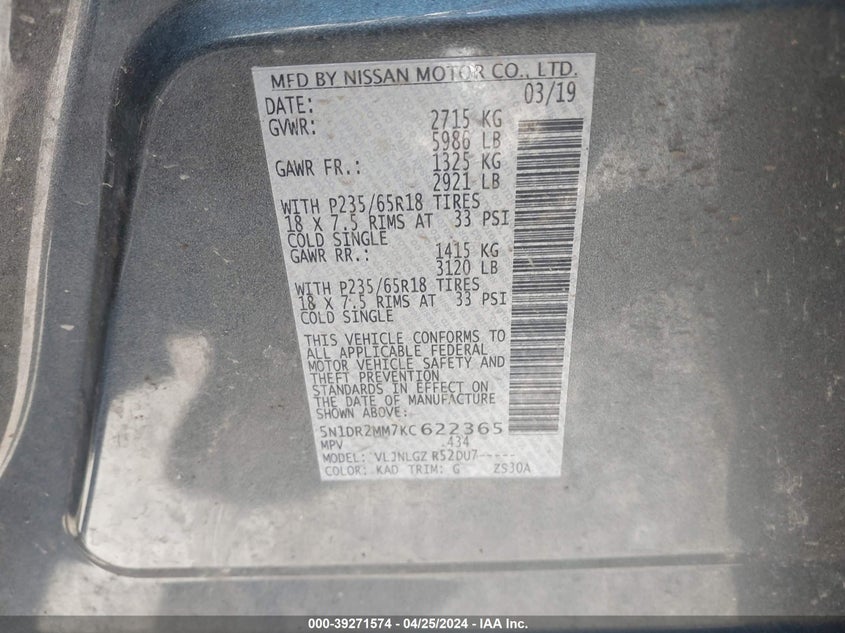 MFD BY NISSAN MOTOR CO., LTD.
DATE: 03/19
GVWR: 2715 KG
5986 LB
GAWR FR.: 1325 KG
2921 LB
WITH P235/65R18 TIRES
18 X 7.5 RIMS AT 33 PSI
COLD SINGLE
GAWR RR.: 1415 KG
3120 LB
WITH P235/65R18 TIRES
18 X 7.5 RIMS AT 33 PSI
COLD SINGLE
THIS VEHICLE CONFORMS TO
ALL APPLICABLE FEDERAL
MOTOR VEHICLE SAFETY AND
THEFT PREVENTION
STANDARDS IN EFFECT ON
THE DATE OF MANUFACTURE
SHOWN ABOVE:
5N1DR2MM7KC622365
MPV 434
MODEL: VLJNLGZ R52DU7-----
COLOR: KAD TRIM: G ZS30A
000-39271574 / 04/25/2024 — IAA Inc.